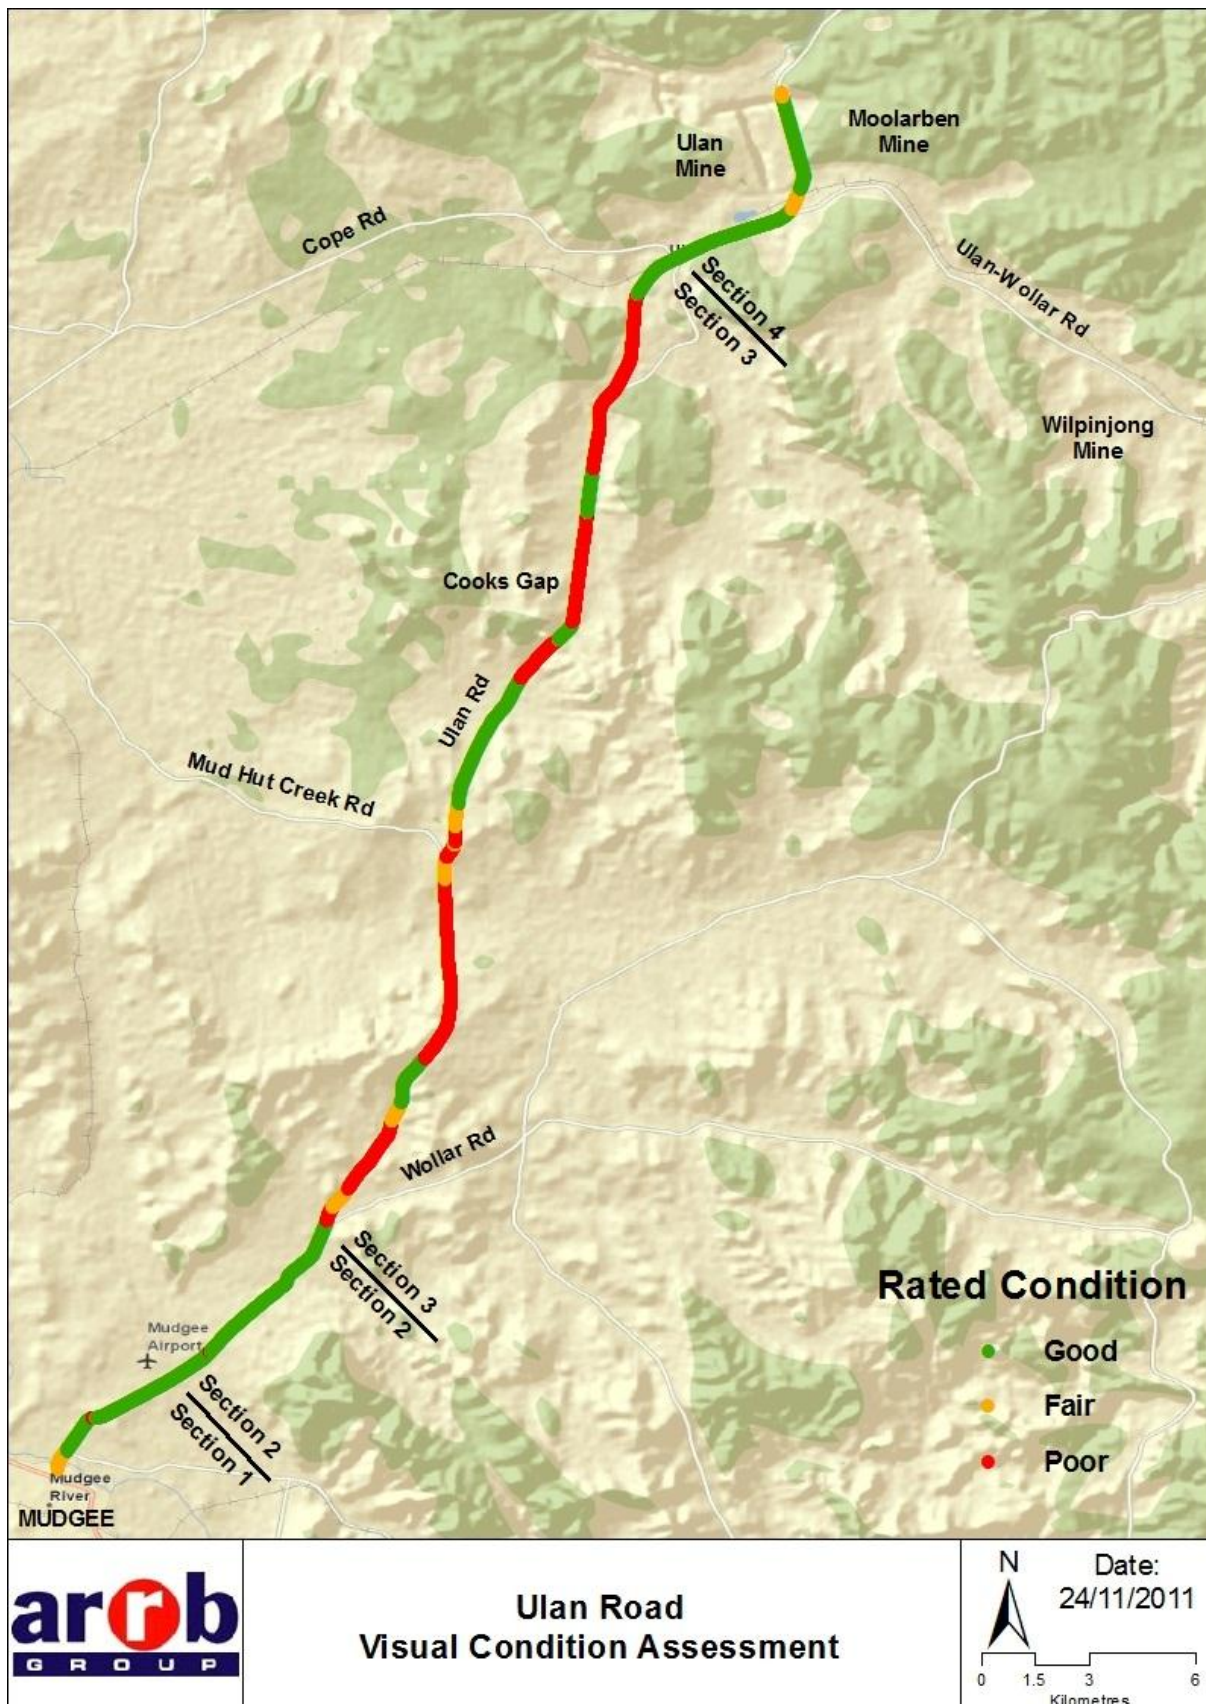 Moolarben
Mine
Ulan
Mine
Cope Rd
Ulan-Wollar Rd
Section 4
Section 3
Wilpinjong
Mine
Cooks Gap
Ulan Rd
Mud Hut Creek Rd
Wollar Rd
Section 3
Section 2
Rated Condition
Good
Fair
Poor
Mudgee
Airport
Section 2
Section 1
Mudgee
River
MUDGEE
arrb
GROUP
Ulan Road
Visual Condition Assessment
N
Date:
24/11/2011
0 1.5 3 6
Kilometres